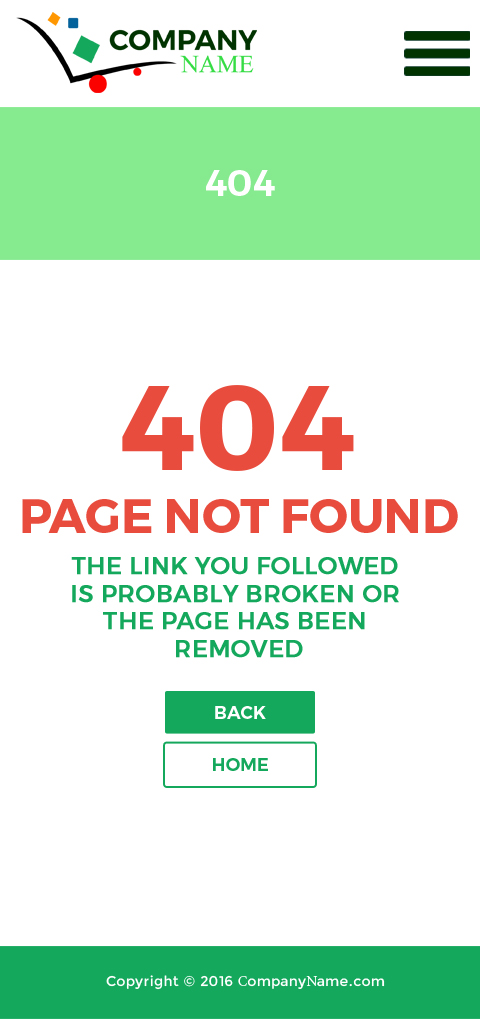 COMPANY
NAME
404
404
PAGE NOT FOUND
THE LINK YOU FOLLOWED
IS PROBABLY BROKEN OR
THE PAGE HAS BEEN
REMOVED
BACK
HOME
Copyright © 2016 CompanyName.com